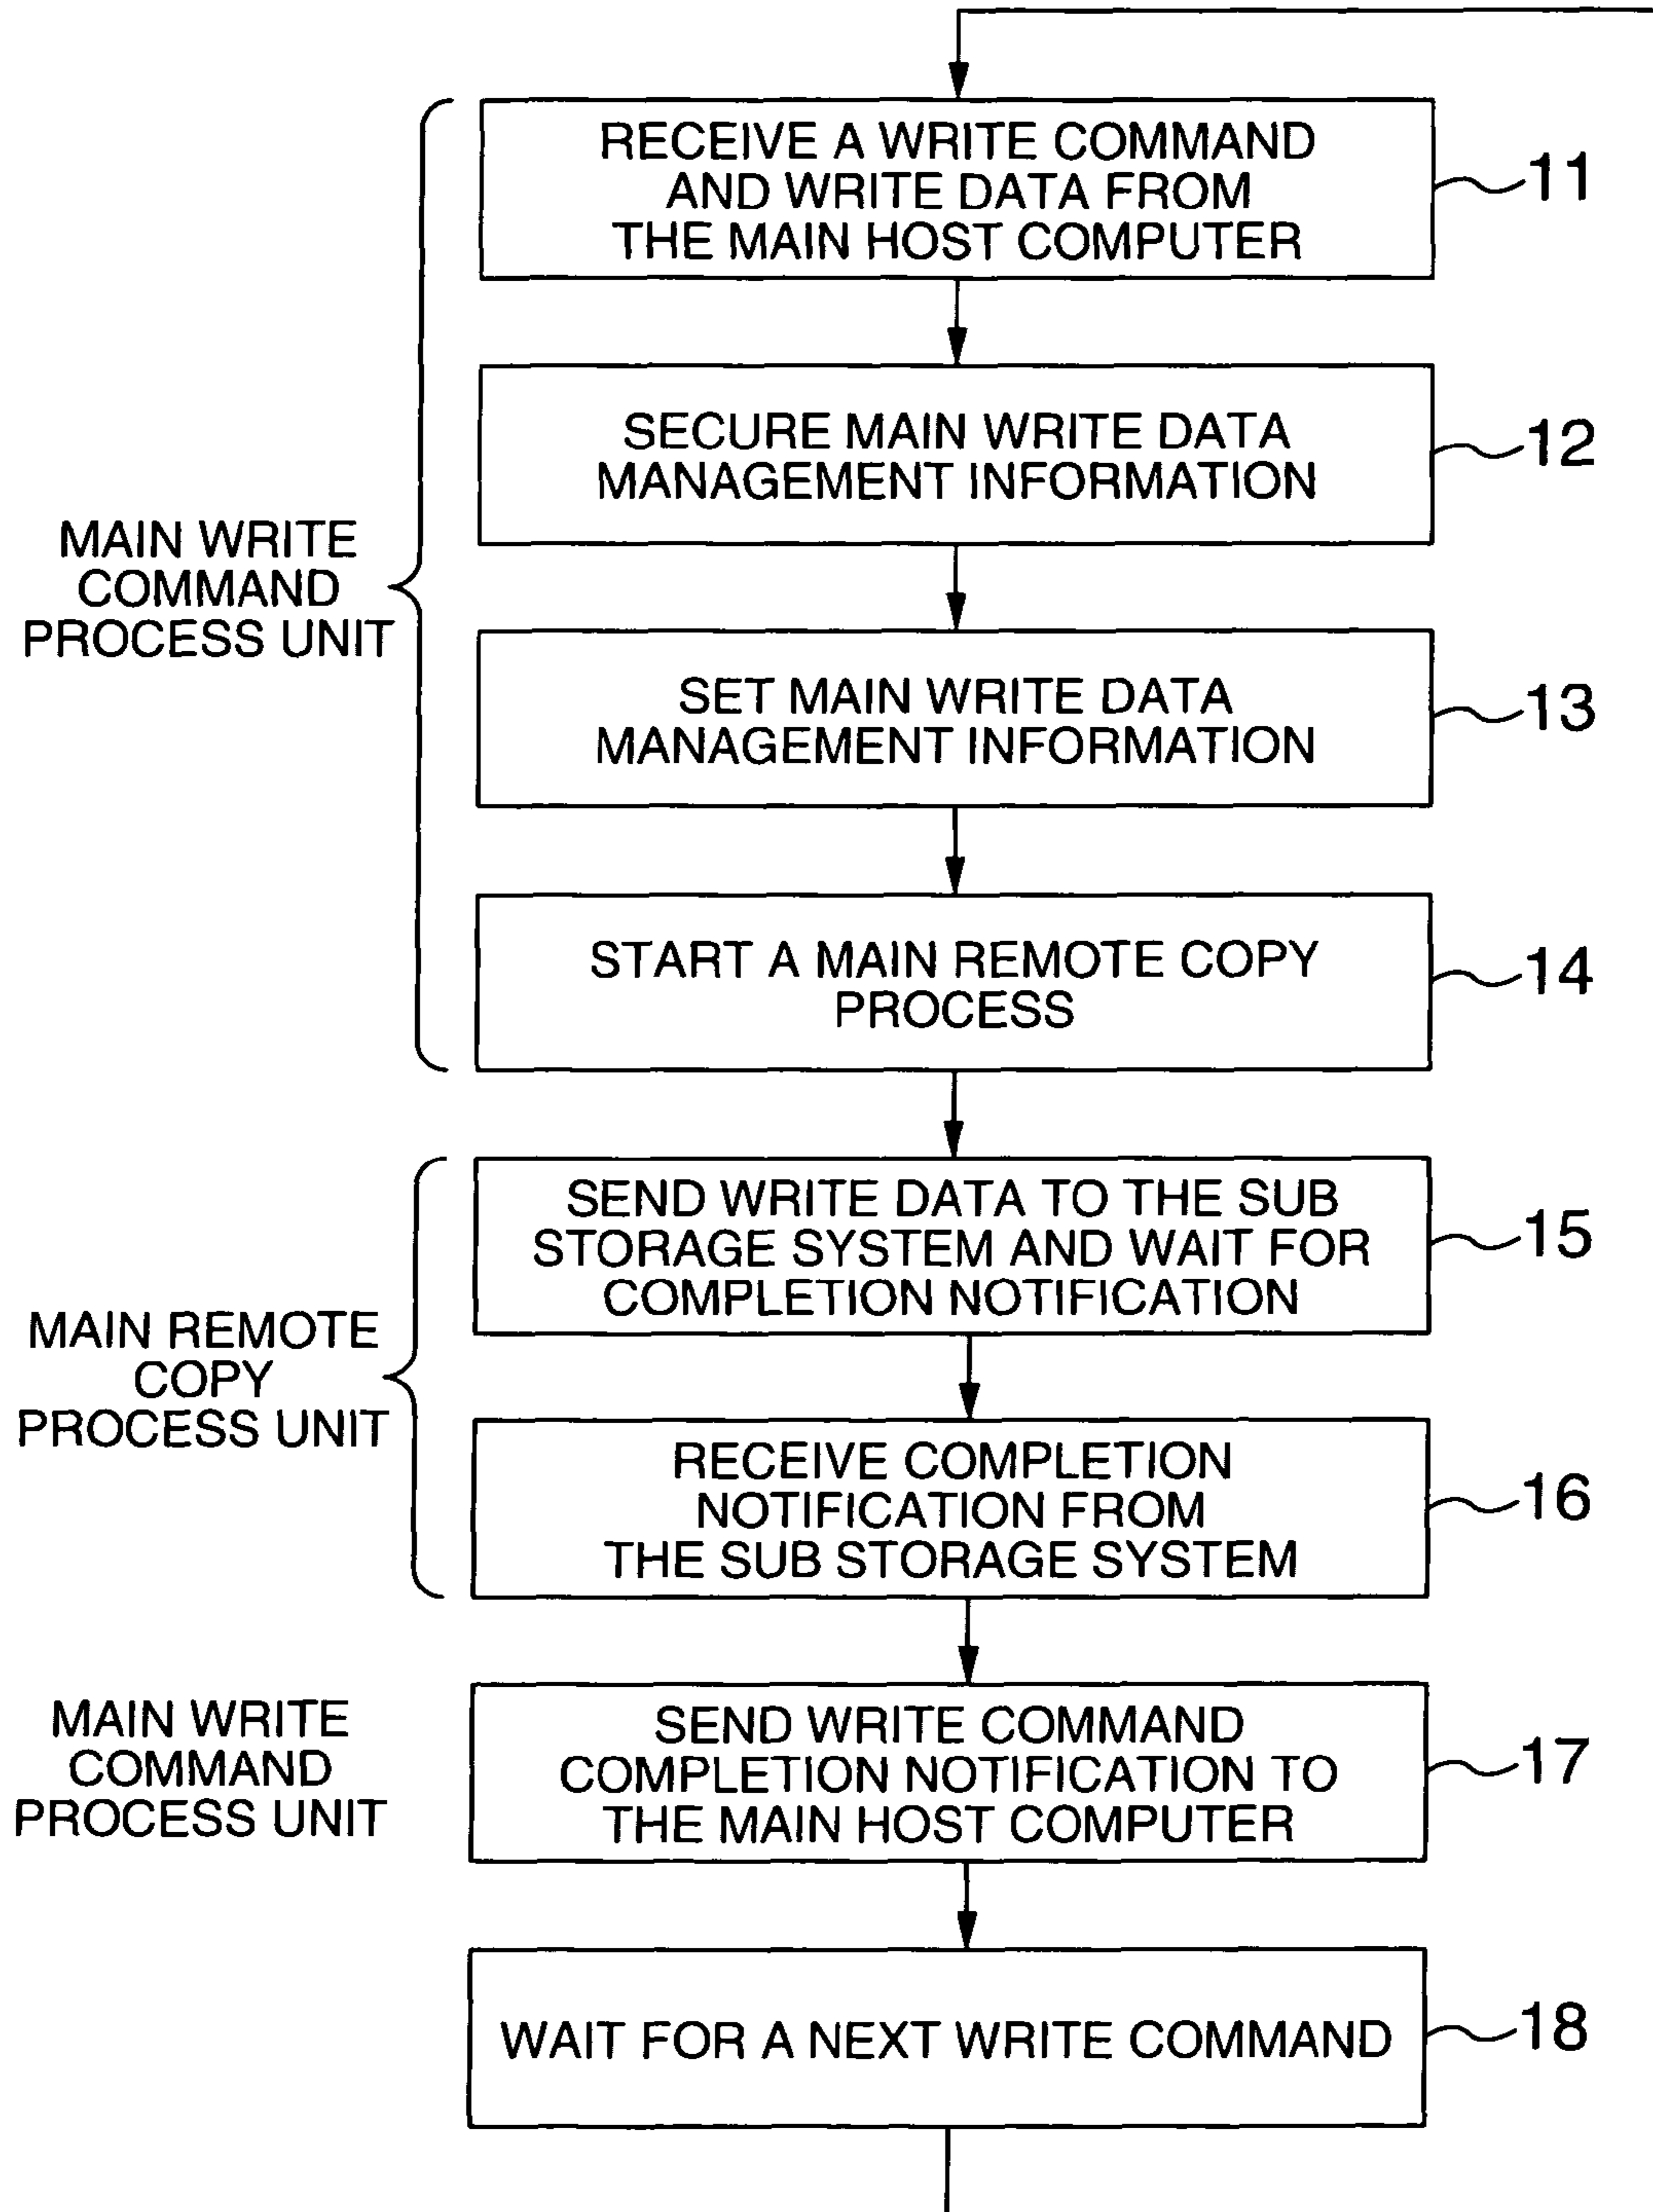 RECEIVE A WRITE COMMAND
AND WRITE DATA FROM
THE MAIN HOST COMPUTER
11
SECURE MAIN WRITE DATA
MANAGEMENT INFORMATION
12
MAIN WRITE
COMMAND
PROCESS UNIT
SET MAIN WRITE DATA
MANAGEMENT INFORMATION
13
START A MAIN REMOTE COPY
PROCESS
14
SEND WRITE DATA TO THE SUB
STORAGE SYSTEM AND WAIT FOR
COMPLETION NOTIFICATION
15
MAIN REMOTE
COPY
PROCESS UNIT
RECEIVE COMPLETION
NOTIFICATION FROM
THE SUB STORAGE SYSTEM
16
MAIN WRITE
COMMAND
PROCESS UNIT
SEND WRITE COMMAND
COMPLETION NOTIFICATION TO
THE MAIN HOST COMPUTER
17
WAIT FOR A NEXT WRITE COMMAND
18